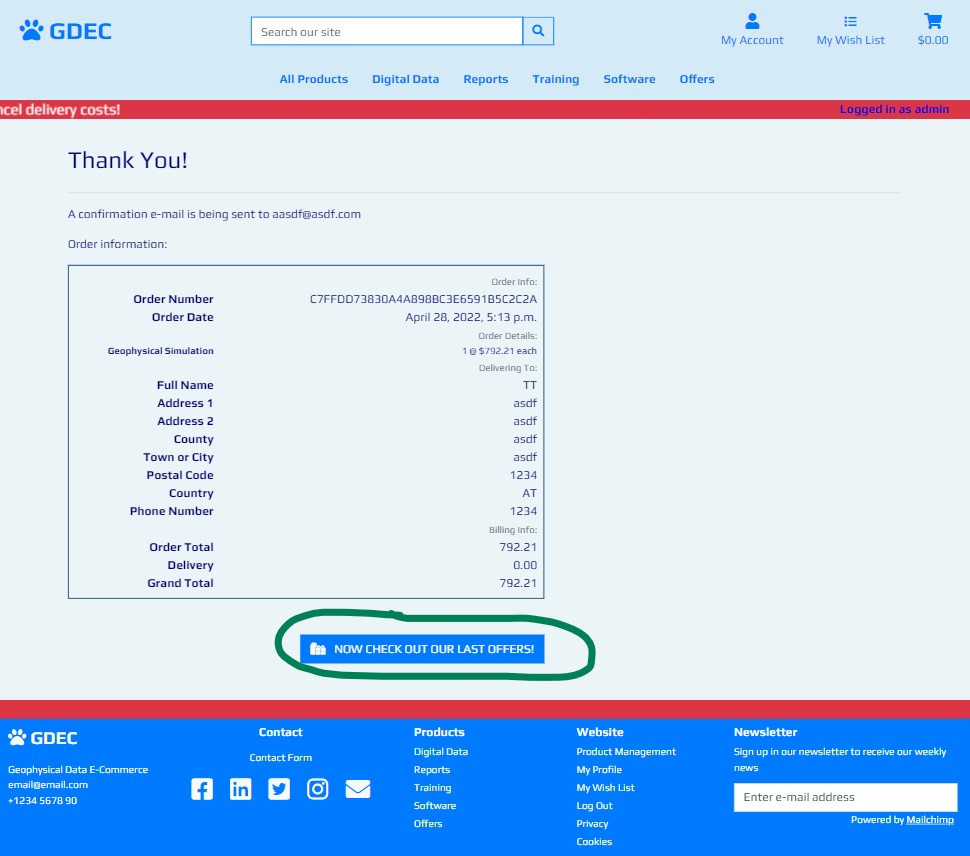 GDEC
Search our site
My Account
My Wish List
$0.00
All Products Digital Data Reports Training Software Offers
ncel delivery costs!
Logged in as admin
Thank You!
A confirmation e-mail is being sent to aasdf@asdf.com
Order information:
Order Info:
Order Number C7FFDD73830A4A898BC3E6591B5C2C2A
Order Date April 28, 2022, 5:13 p.m.
Order Details:
Geophysical Simulation 1 @ $792.21 each
Delivering To:
Full Name TT
Address 1 asdf
Address 2 asdf
County asdf
Town or City asdf
Postal Code 1234
Country AT
Phone Number 1234
Billing Info:
Order Total 792.21
Delivery 0.00
Grand Total 792.21
NOW CHECK OUT OUR LAST OFFERS!
GDEC
Geophysical Data E-Commerce
email@email.com
+1234 5678 90
Contact
Contact Form
Products
Digital Data
Reports
Training
Software
Offers
Website
Product Management
My Profile
My Wish List
Log Out
Privacy
Cookies
Newsletter
Sign up in our newsletter to receive our weekly
news
Enter e-mail address
Powered by Mailchimp